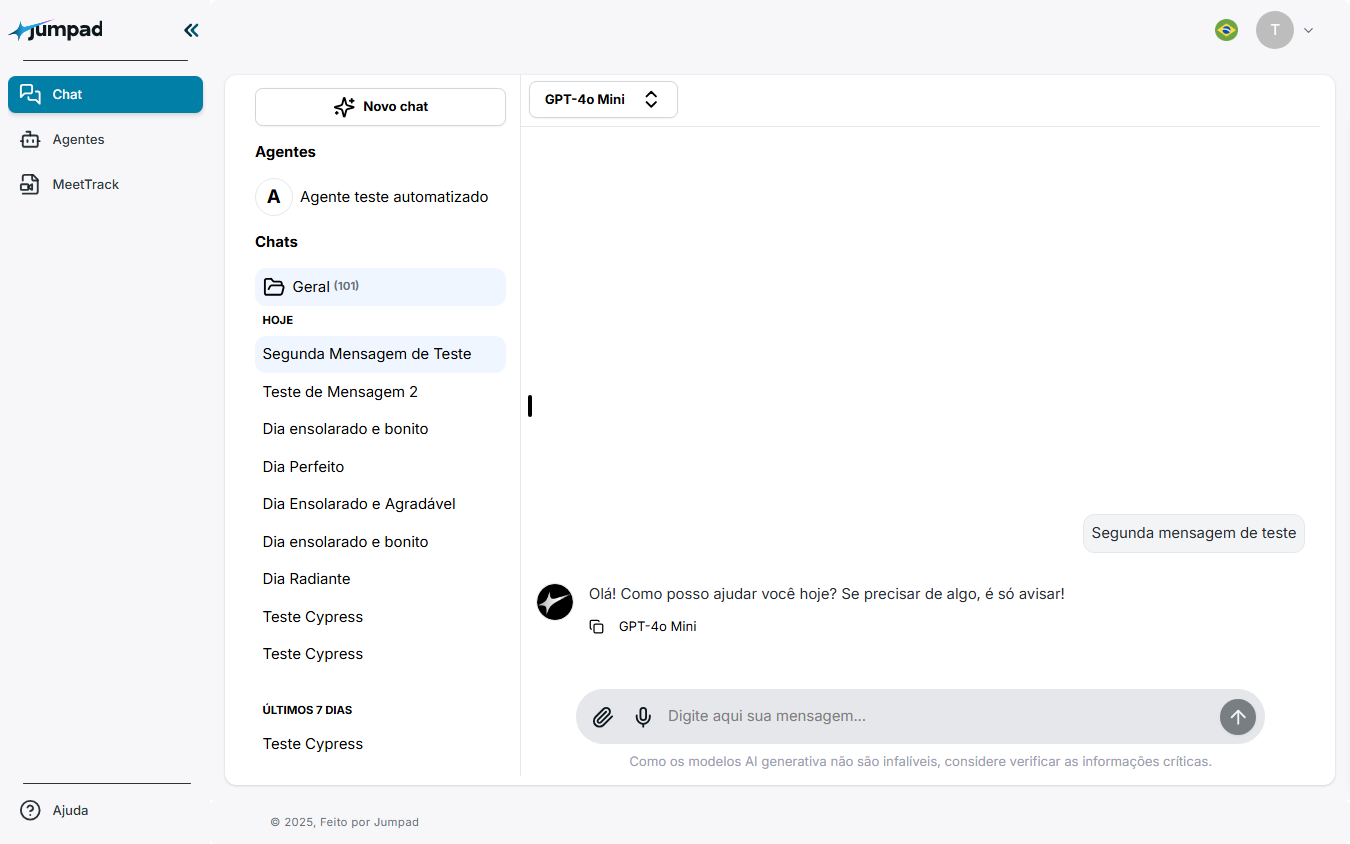 jumpad
Chat
Agentes
MeetTrack
Ajuda
T
Novo chat
Agentes
A Agente teste automatizado
Chats
Geral (101)
HOJE
Segunda Mensagem de Teste
Teste de Mensagem 2
Dia ensolarado e bonito
Dia Perfeito
Dia Ensolarado e Agradável
Dia ensolarado e bonito
Dia Radiante
Teste Cypress
Teste Cypress
ÚLTIMOS 7 DIAS
Teste Cypress
GPT-4o Mini
Segunda mensagem de teste
Olá! Como posso ajudar você hoje? Se precisar de algo, é só avisar!
GPT-4o Mini
Digite aqui sua mensagem...
Como os modelos AI generativa não são infalíveis, considere verificar as informações críticas.
© 2025, Feito por Jumpad